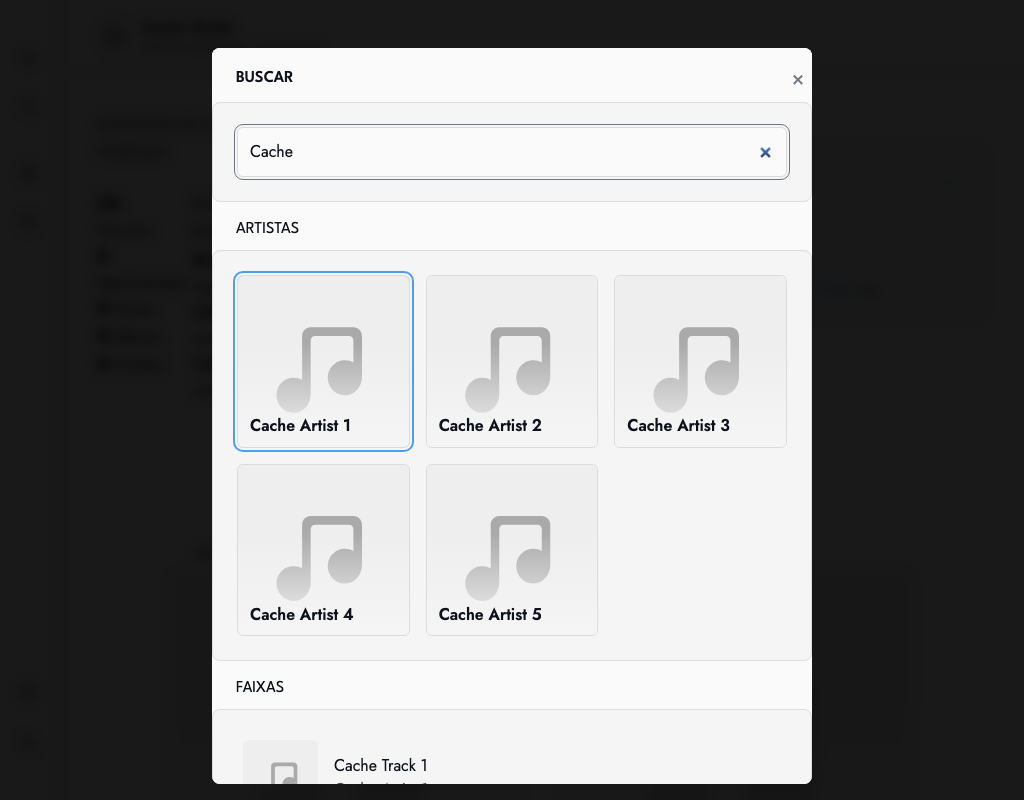 BUSCAR
Cache
ARTISTAS
Cache Artist 1
Cache Artist 2
Cache Artist 3
Cache Artist 4
Cache Artist 5
FAIXAS
Cache Track 1